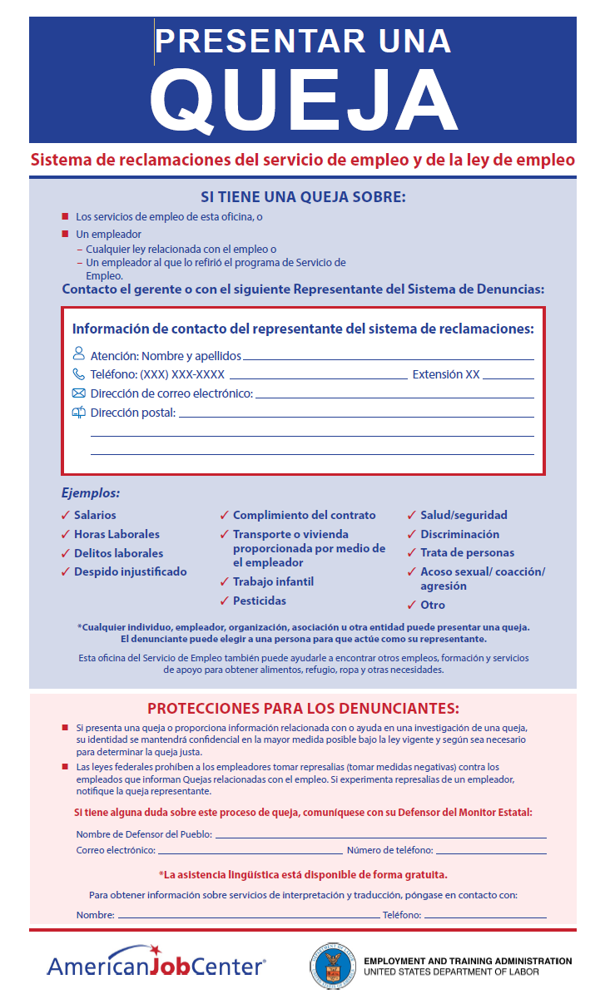 PRESENTAR UNA
QUEJA
Sistema de reclamaciones del servicio de empleo y de la ley de empleo
SI TIENE UNA QUEJA SOBRE:
Los servicios de empleo de esta oficina, o
Un empleador
– Cualquier ley relacionada con el empleo o
– Un empleador al que lo refirió el programa de Servicio de
Empleo.
Contacto el gerente o con el siguiente Representante del Sistema de Denuncias:
Información de contacto del representante del sistema de reclamaciones:
Atención: Nombre y apellidos
Teléfono: (XXX) XXX-XXXX Extensión XX
Dirección de correo electrónico:
Dirección postal:
Ejemplos:
✓ Salarios
✓ Horas Laborales
✓ Delitos laborales
✓ Despido injustificado
✓ Complimiento del contrato
✓ Transporte o vivienda
proporcionada por medio de
el empleador
✓ Trabajo infantil
✓ Pesticidas
✓ Salud/seguridad
✓ Discriminación
✓ Trata de personas
✓ Acoso sexual/ coacción/
agresión
✓ Otro
*Cualquier individuo, empleador, organización, asociación u otra entidad puede presentar una queja.
El denunciante puede elegir a una persona para que actúe como su representante.
Esta oficina del Servicio de Empleo también puede ayudarle a encontrar otros empleos, formación y servicios
de apoyo para obtener alimentos, refugio, ropa y otras necesidades.
PROTECCIONES PARA LOS DENUNCIANTES:
Si presenta una queja o proporciona información relacionada con o ayuda en una investigación de una queja,
su identidad se mantendrá confidencial en la mayor medida posible bajo la ley vigente y según sea necesario
para determinar la queja justa.
Las leyes federales prohíben a los empleadores tomar represalias (tomar medidas negativas) contra los
empleados que informan Quejas relacionadas con el empleo. Si experimenta represalias de un empleador,
notifique la queja representante.
Si tiene alguna duda sobre este proceso de queja, comuníquese con su Defensor del Monitor Estatal:
Nombre de Defensor del Pueblo:
Correo electrónico: Número de teléfono:
*La asistencia lingüística está disponible de forma gratuita.
Para obtener información sobre servicios de interpretación y traducción, póngase en contacto con:
Nombre: Teléfono:
AmericanJobCenter®
EMPLOYMENT AND TRAINING ADMINISTRATION
UNITED STATES DEPARTMENT OF LABOR